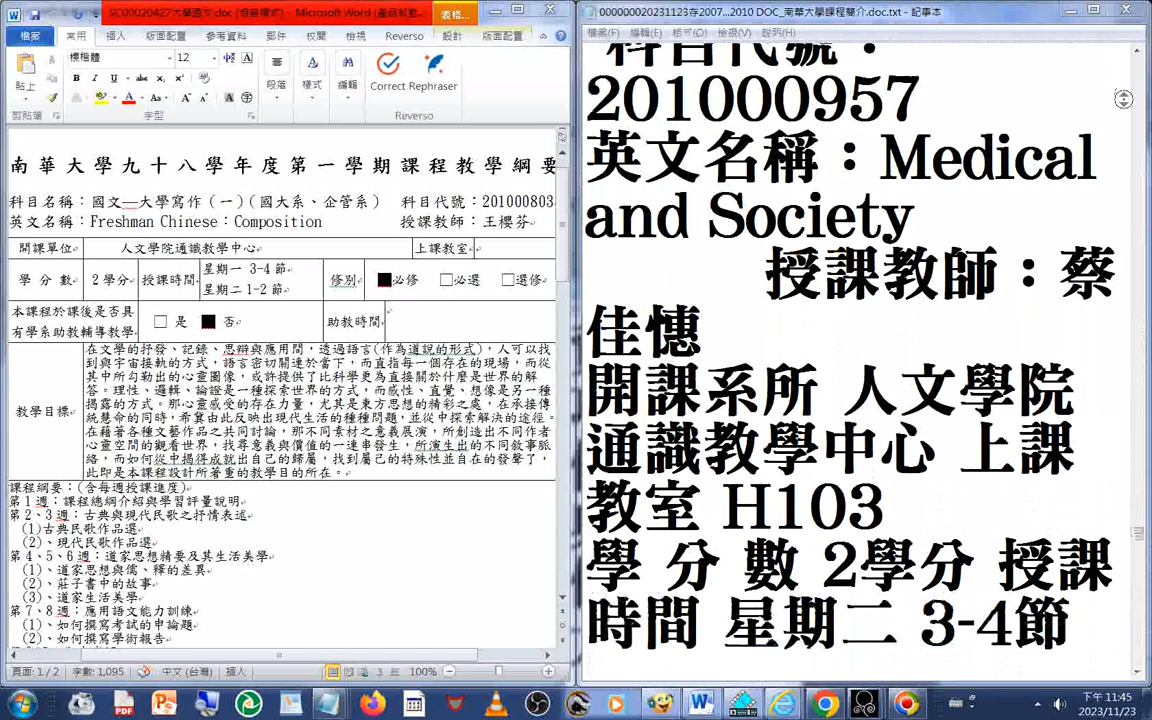 SC00020427大學國文.doc [相容模式] - Microsoft Word (產品啟動...
表格...
檔案 常用 插入 版面配置 參考資料 郵件 校閱 檢視 Reverso 設計 版面配置
標楷體 12
貼上 段落 樣式 編輯 Correct Rephraser
剪貼簿 字型 Reverso
南華大學九十八學年度第一學期課程教學綱要
科目名稱：國文—大學寫作（一）(國大系、企管系） 科目代號：201000803
英文名稱：Freshman Chinese：Composition 授課教師：王櫻芬
開課單位 人文學院通識教學中心 上課教室
學 分 數 2學分 授課時間 星期一 3-4節 星期二1-2節 修別 ■必修 □必選 □選修
本課程於課後是否具
有學系助教輔導教學 □ 是 ■ 否 助教時間
教學目標
在文學的抒發、記錄、思辯與應用間，透過語言(作為道說的形式)，人可以找
到與宇宙接軌的方式，語言密切關連於當下，而直指每一個存在的現場，而從
其中所勾勒出的心靈圖像，或許提供了比科學更為直接關於什麼是世界的解
答。理性、邏輯、論證是一種探索世界的方式，而感性、直覺、想像是另一種
揭露的方式。那心靈感受的存在力量，尤其是東方思想的精彩之處，在承接傳
統慧命的同時，希冀由此反映出現代生活的種種問題，並從中探索解決的途徑。
在藉著各種文藝作品之共同討論，那不同素材之意義展演，所創造出不同作者
心靈空間的觀看世界，找尋意義與價值的一連串發生，所演生出的不同敘事脈
絡，而如何從中揭得成就出自己的歸屬，找到屬己的特殊性並自在的發聲了，
此即是本課程設計所著重的教學目的所在。
課程綱要：(含每週授課進度)
第1週：課程總綱介紹與學習評量說明
第2、3週：古典與現代民歌之抒情表述
(1)古典民歌作品選
(2)、現代民歌作品選
第4、5、6週：道家思想精要及其生活美學
(1)、道家思想與儒、釋的差異
(2)、莊子書中的故事
(3)、道家生活美學
第7、8週：應用語文能力訓練
(1)、如何撰寫考試的申論題
(2)、如何撰寫學術報告
頁面: 1 / 2 字數: 1,095 中文 (台灣) 插入 100%
000000020231123存2007...2010 DOC_南華大學課程簡介.doc.txt - 記事本
檔案(F) 編輯(E) 格式(O) 檢視(V) 說明(H)
科目代號：
201000957
英文名稱：Medical
and Society
授課教師：蔡
佳憓
開課系所 人文學院
通識教學中心 上課
教室 H103
學 分 數 2學分 授課
時間 星期二 3-4節
下午 11:45
2023/11/23